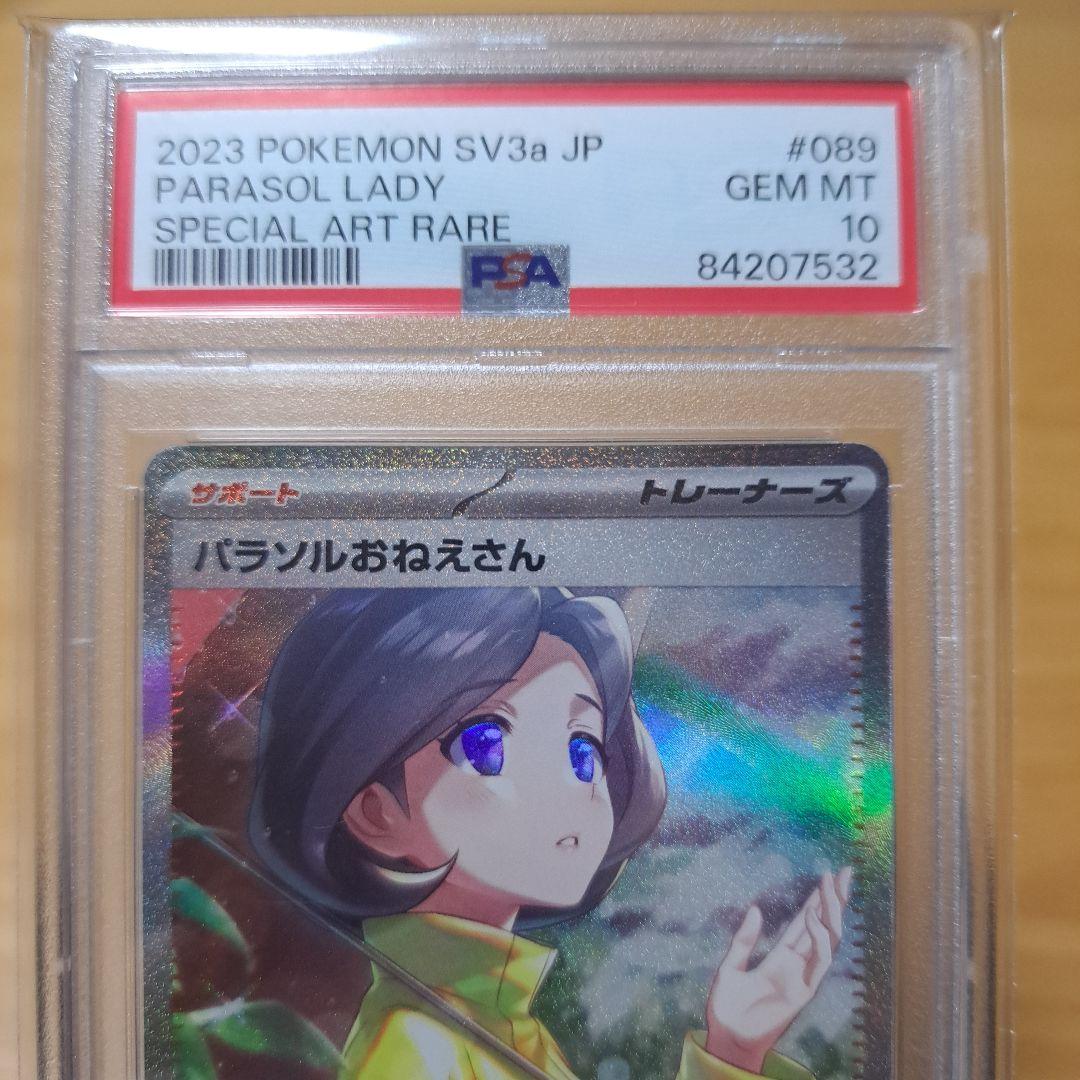 2023 POKEMON SV3a JP #089
PARASOL LADY GEM MT
SPECIAL ART RARE 10
PSA 84207532
サポート トレーナーズ
パラソルおねえさん